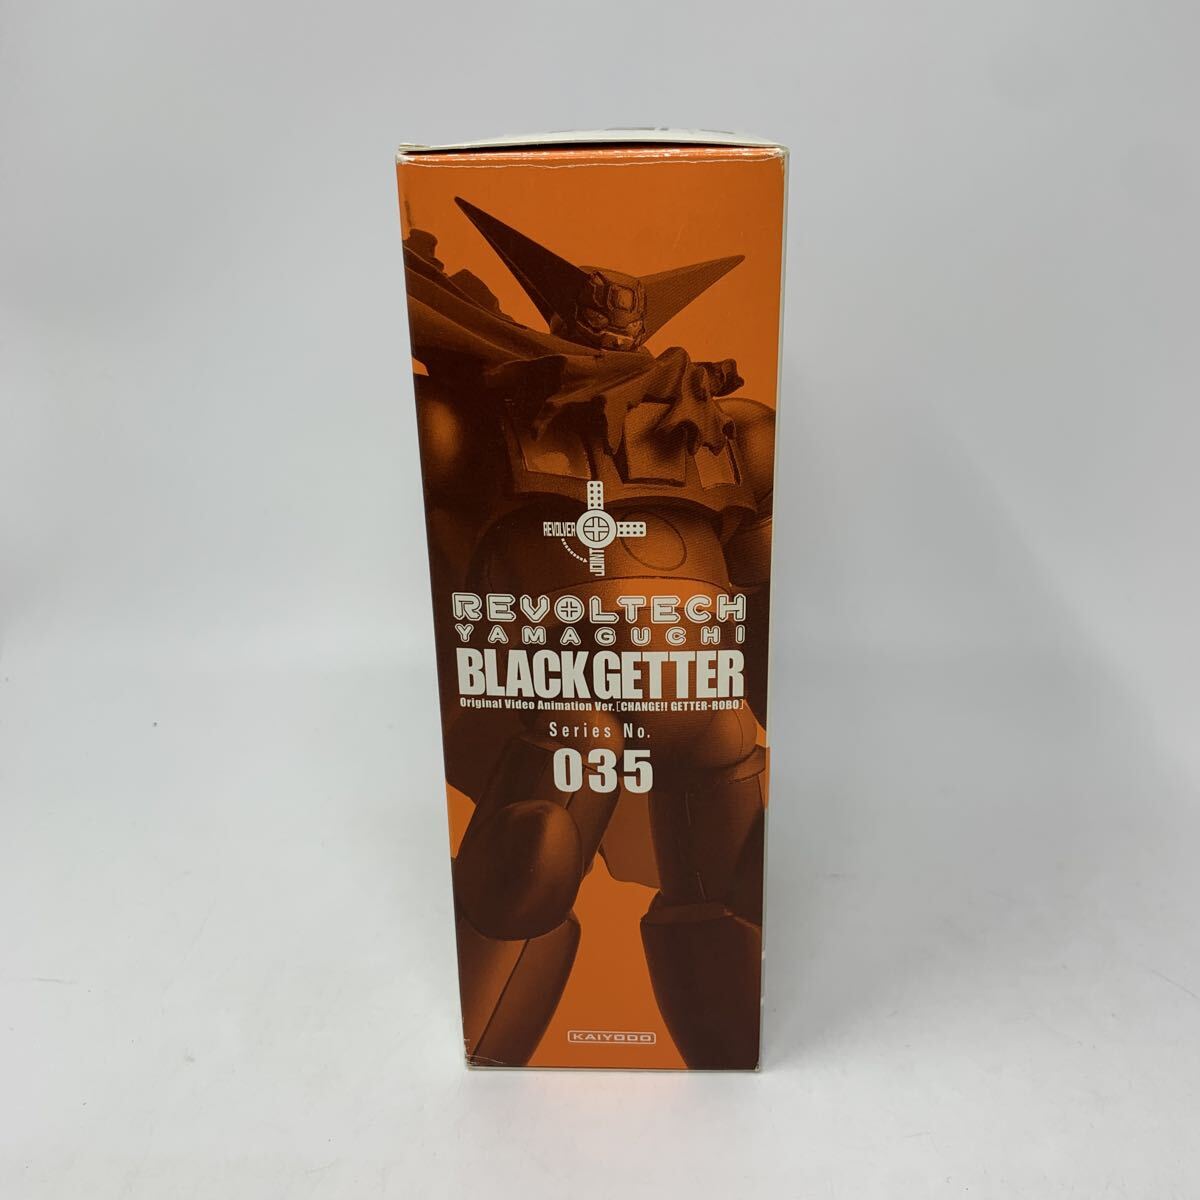 REVOLVER
JOINT
REVOLTECH
YAMAGUCHI
BLACK GETTER
Original Video Animation Ver.[CHANGE!! GETTER-ROBO]
Series No.
035
KAIYODO